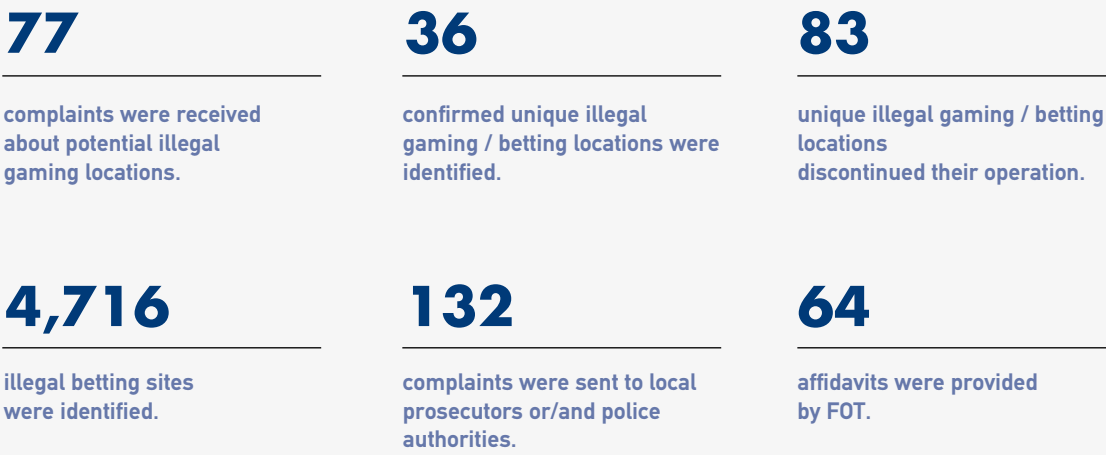 77
complaints were received
about potential illegal
gaming locations.
36
confirmed unique illegal
gaming / betting locations were
identified.
83
unique illegal gaming / betting
locations
discontinued their operation.
4,716
illegal betting sites
were identified.
132
complaints were sent to local
prosecutors or/and police
authorities.
64
affidavits were provided
by FOT.